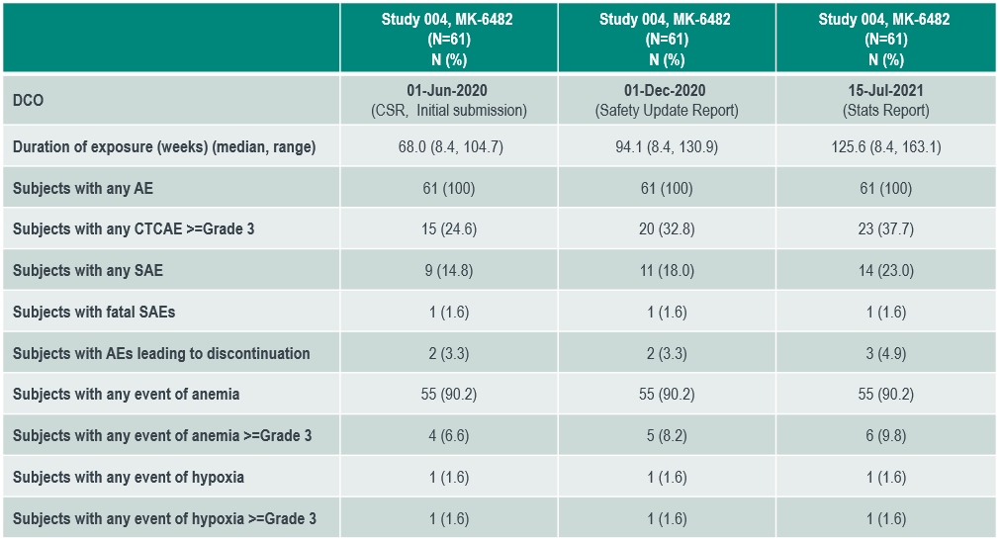 Study 004, MK-6482 Study 004, MK-6482 Study 004, MK-6482
(N=61) (N=61) (N=61)
N (%) N (%) N (%)
DCO 01-Jun-2020 01-Dec-2020 15-Jul-2021
(CSR, Initial submission) (Safety Update Report) (Stats Report)
Duration of exposure (weeks) (median, range) 68.0 (8.4, 104.7) 94.1 (8.4, 130.9) 125.6 (8.4, 163.1)
Subjects with any AE 61 (100) 61 (100) 61 (100)
Subjects with any CTCAE >=Grade 3 15 (24.6) 20 (32.8) 23 (37.7)
Subjects with any SAE 9 (14.8) 11 (18.0) 14 (23.0)
Subjects with fatal SAEs 1 (1.6) 1 (1.6) 1 (1.6)
Subjects with AEs leading to discontinuation 2 (3.3) 2 (3.3) 3 (4.9)
Subjects with any event of anemia 55 (90.2) 55 (90.2) 55 (90.2)
Subjects with any event of anemia >=Grade 3 4 (6.6) 5 (8.2) 6 (9.8)
Subjects with any event of hypoxia 1 (1.6) 1 (1.6) 1 (1.6)
Subjects with any event of hypoxia >=Grade 3 1 (1.6) 1 (1.6) 1 (1.6)